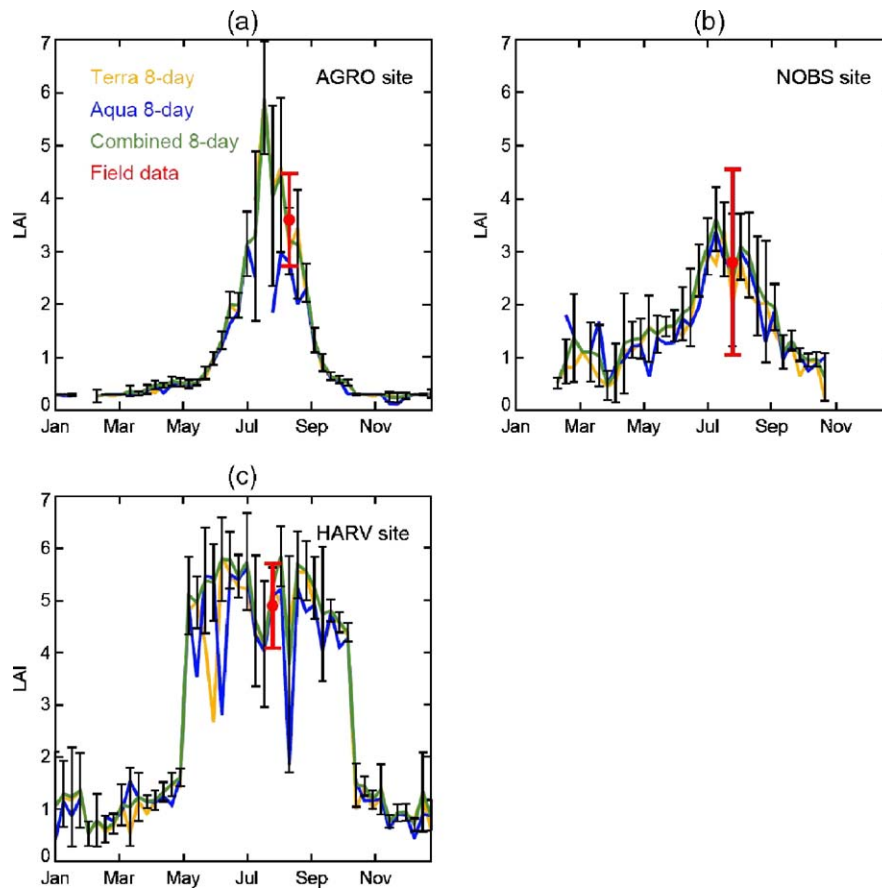 (a)
7
6
5
4
3
2
1
0
LAI
Terra 8-day
Aqua 8-day
Combined 8-day
Field data
AGRO site
Jan Mar May Jul Sep Nov
(b)
7
6
5
4
3
2
1
0
LAI
NOBS site
Jan Mar May Jul Sep Nov
(c)
7
6
5
4
3
2
1
0
LAI
HARV site
Jan Mar May Jul Sep Nov